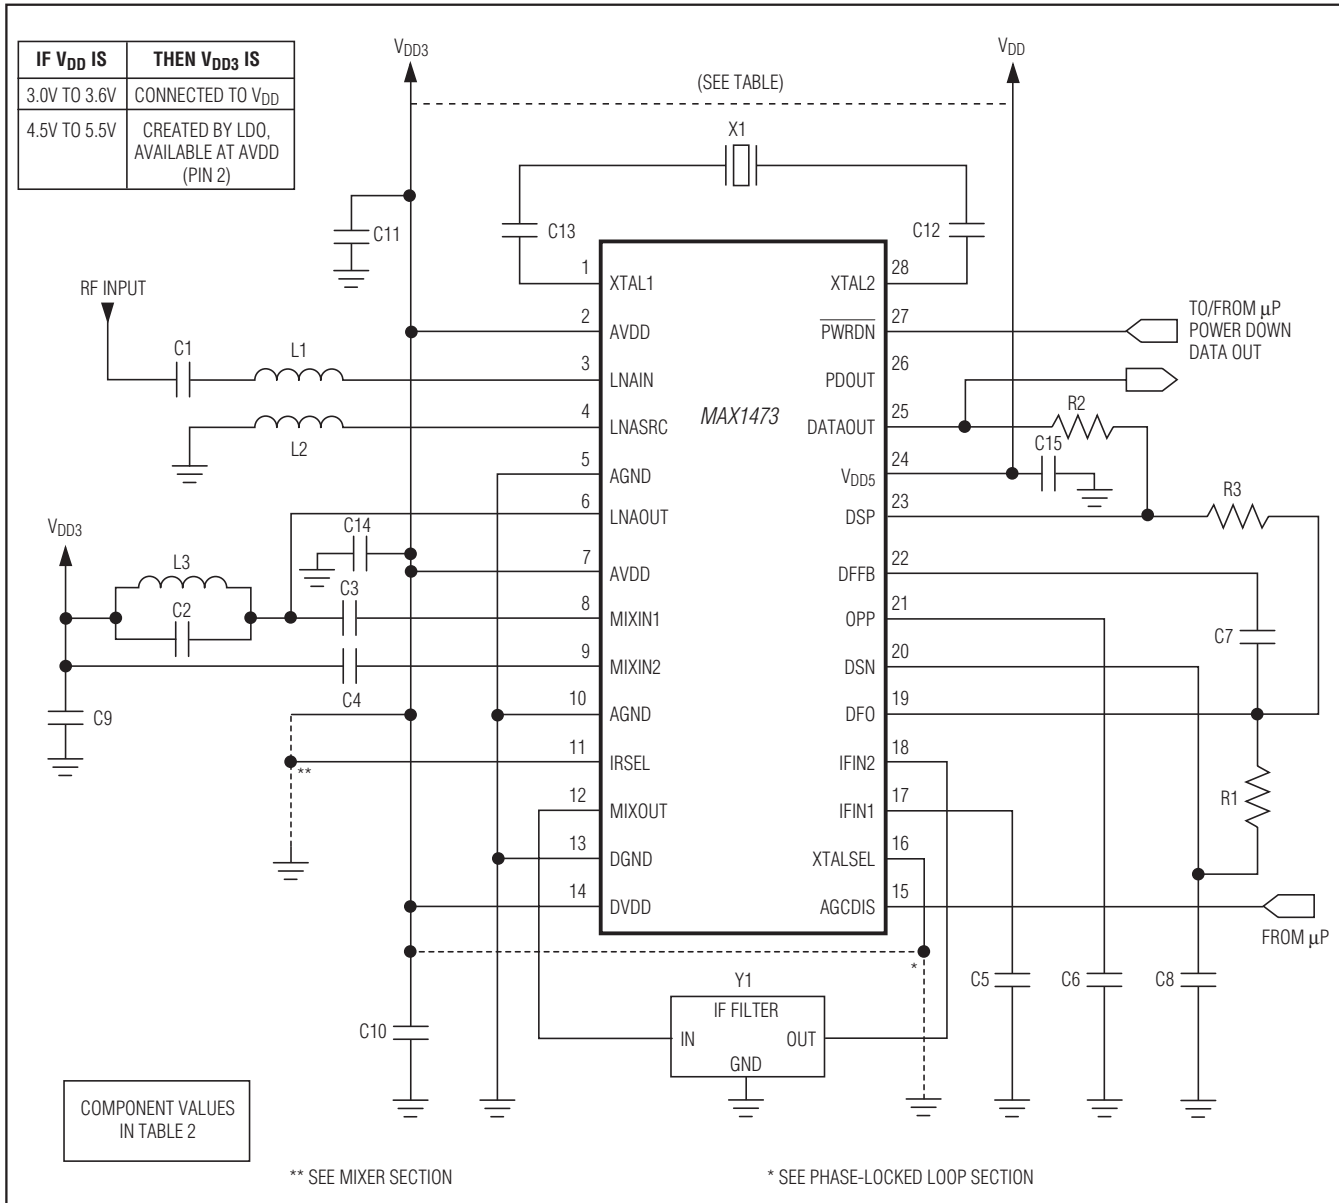 IF VDD IS THEN VDD3 IS
3.0V TO 3.6V CONNECTED TO VDD
4.5V TO 5.5V CREATED BY LDO,
AVAILABLE AT AVDD
(PIN 2)
VDD3
VDD
(SEE TABLE)
X1
C11
C13
C12
RF INPUT
C1
L1
L2
1 XTAL1
2 AVDD
3 LNAIN
4 LNASRC
5 AGND
6 LNAOUT
7 AVDD
8 MIXIN1
9 MIXIN2
10 AGND
11 IRSEL
12 MIXOUT
13 DGND
14 DVDD
MAX1473
XTAL2 28
PWRDN 27
PDOUT 26
DATAOUT 25
VDD5 24
DSP 23
DFFB 22
OPP 21
DSN 20
DFO 19
IFIN2 18
IFIN1 17
XTALSEL 16
AGCDIS 15
TO/FROM µP
POWER DOWN
DATA OUT
R2
C15
R3
VDD3
C14
L3
C2
C3
C4
C9
**
C7
R1
FROM µP
*
C10
Y1
IF FILTER
IN OUT
GND
C5
C6
C8
COMPONENT VALUES
IN TABLE 2
** SEE MIXER SECTION
* SEE PHASE-LOCKED LOOP SECTION